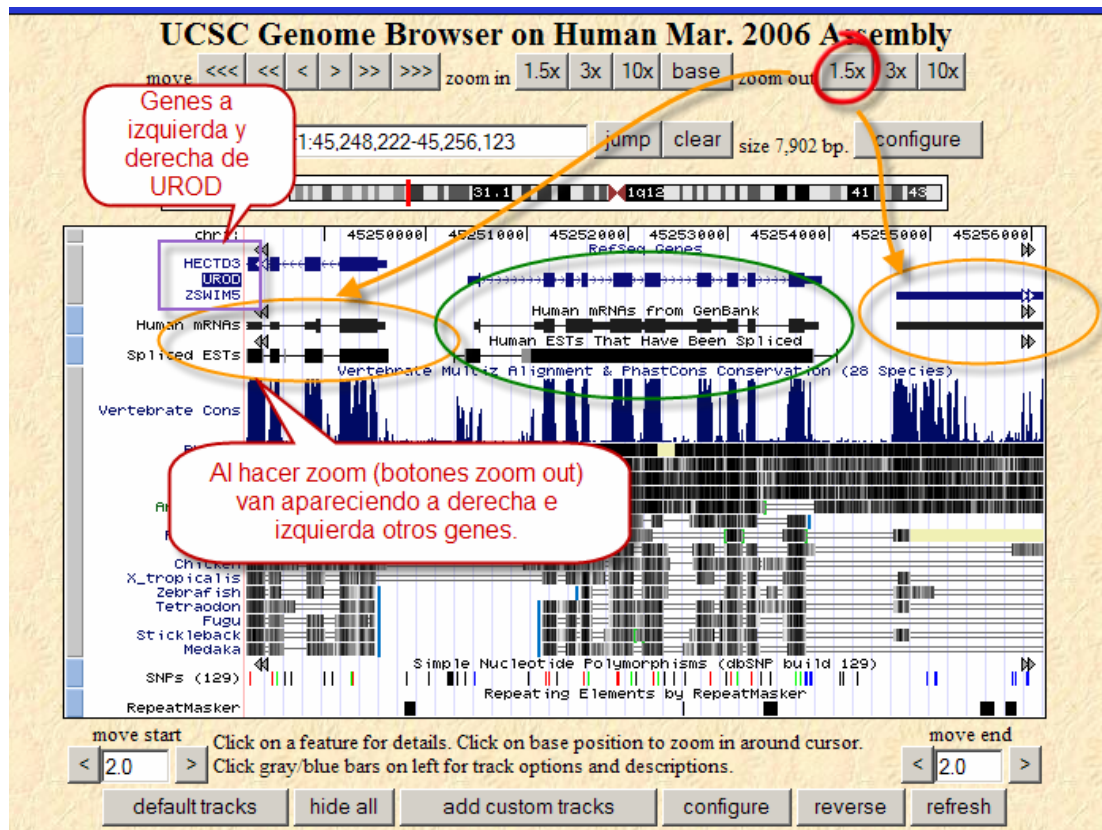 UCSC Genome Browser on Human Mar. 2006 Assembly
move <<< << < > >> >>> zoom in 1.5x 3x 10x base zoom out 1.5x 3x 10x
Genes a
izquierda y
derecha de
UROD
1:45,248,222-45,256,123 jump clear size 7,902 bp. configure
31.1 1q12 41 43
chr1: 45250000| 45251000| 45252000| 45253000| 45254000| 45255000| 45256000|
RefSeq Genes
HECTD3
UROD
ZSWIM5
Human mRNAs from GenBank
Human mRNAs
Human ESTs That Have Been Spliced
Spliced ESTs
Vertebrate Multiz Alignment & PhastCons Conservation (28 Species)
Vertebrate Cons
Al hacer zoom (botones zoom out)
van apareciendo a derecha e
izquierda otros genes.
Chicken
X_tropicalis
Zebrafish
Tetraodon
Fugu
Stickleback
Medaka
Simple Nucleotide Polymorphisms (dbSNP build 129)
SNPs (129)
Repeating Elements by RepeatMasker
RepeatMasker
move start Click on a feature for details. Click on base position to zoom in around cursor. move end
< 2.0 > Click gray/blue bars on left for track options and descriptions. < 2.0 >
default tracks hide all add custom tracks configure reverse refresh